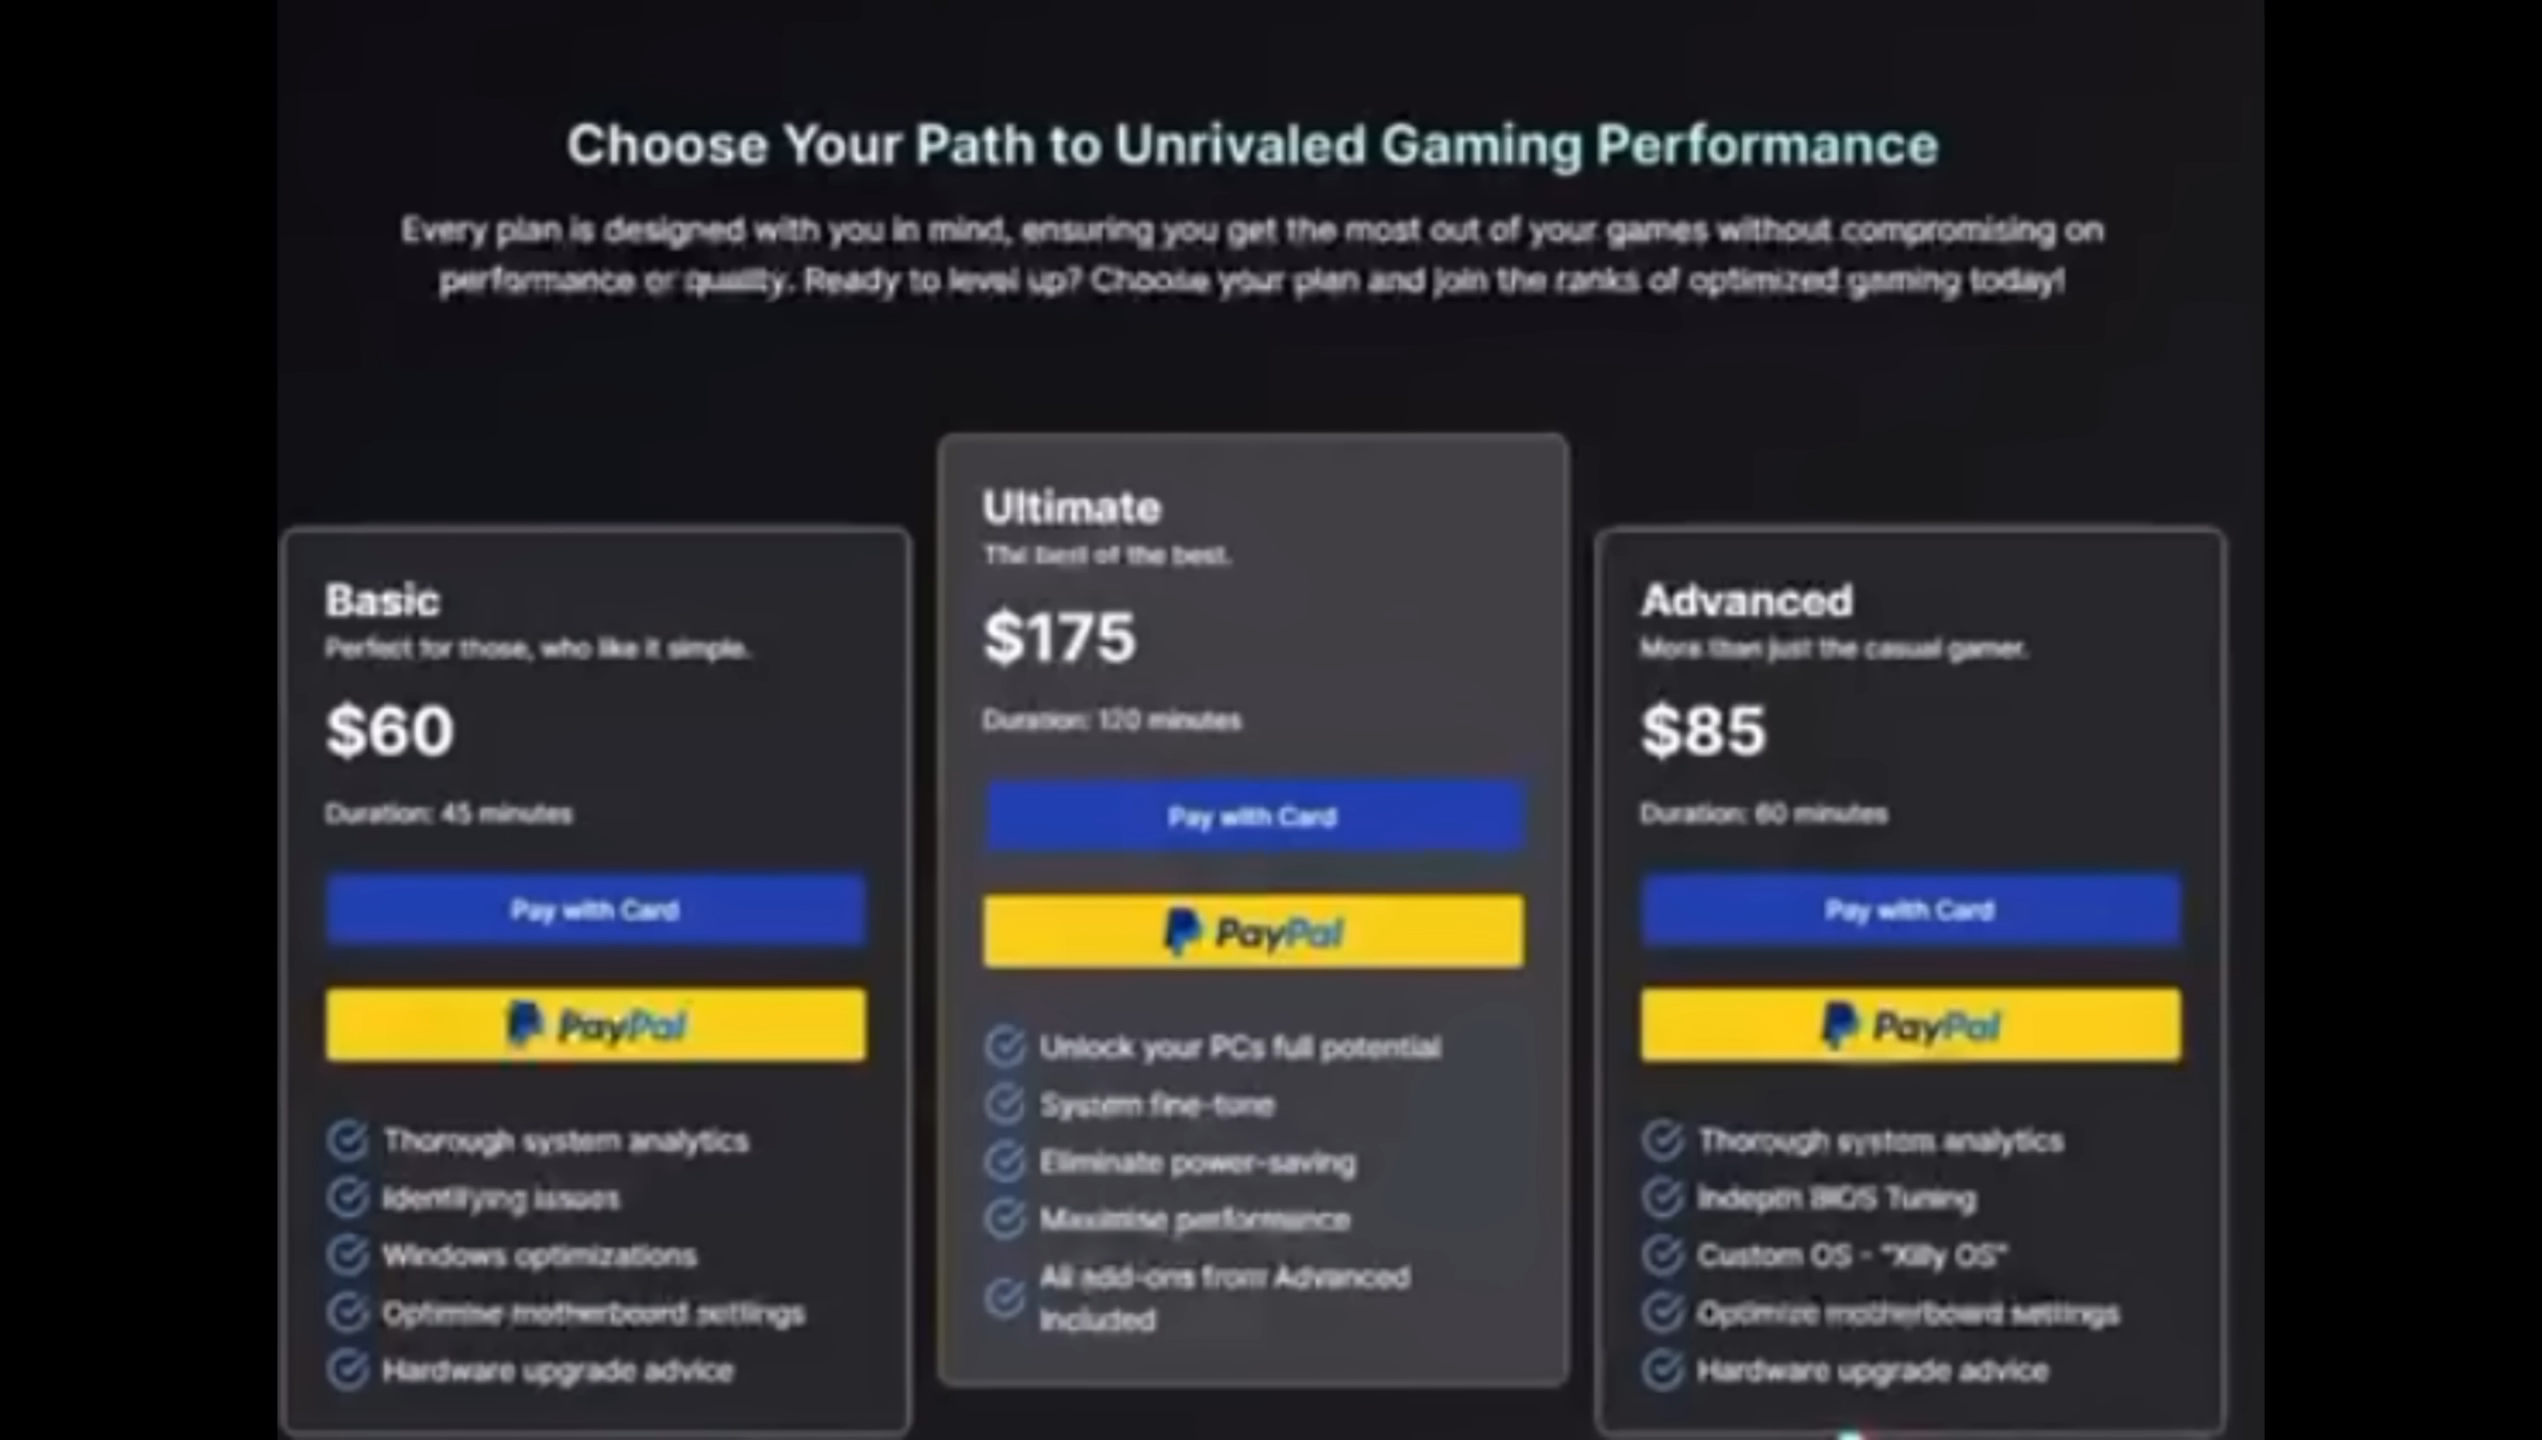 Choose Your Path to Unrivaled Gaming Performance
Every plan is designed with you in mind, ensuring you get the most out of your games without compromising on
performance or quality. Ready to level up? Choose your plan and join the ranks of optimized gaming today!
Basic
Perfect for those, who like it simple.
$60
Duration: 45 minutes
Pay with Card
PayPal
Thorough system analytics
Identifying issues
Windows optimizations
Optimise motherboard settings
Hardware upgrade advice
Ultimate
The best of the best.
$175
Duration: 120 minutes
Pay with Card
PayPal
Unlock your PCs full potential
System fine-tune
Eliminate power-saving
Maximise performance
All add-ons from Advanced
Included
Advanced
More than just the casual gamer.
$85
Duration: 60 minutes
Pay with Card
PayPal
Thorough system analytics
Indepth BIOS Tuning
Custom OS - "Xilly OS"
Optimize motherboard settings
Hardware upgrade advice